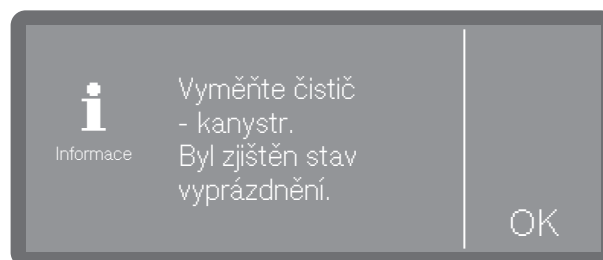 Vyměňte čistič
- kanystr.
Byl zjištěn stav
vyprázdnění.
Informace
OK